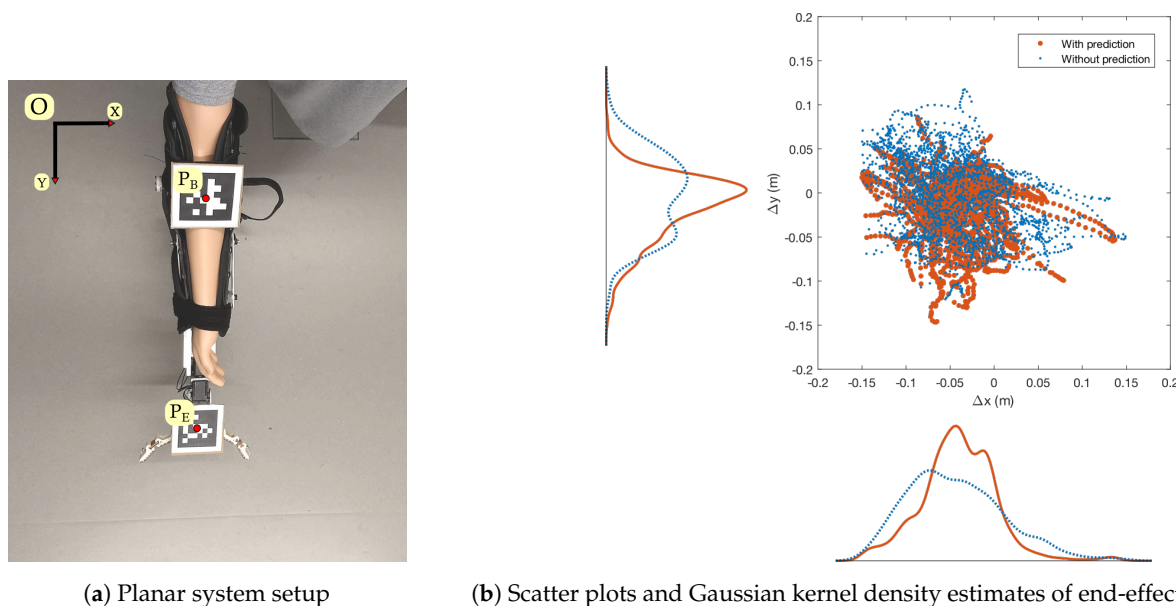 O
X
Y
P_B
P_E
(a) Planar system setup
With prediction
Without prediction
0.2
0.15
0.1
0.05
0
-0.05
-0.1
-0.15
-0.2
Δy (m)
-0.2 -0.15 -0.1 -0.05 0 0.05 0.1 0.15 0.2
Δx (m)
(b) Scatter plots and Gaussian kernel density estimates of end-effec